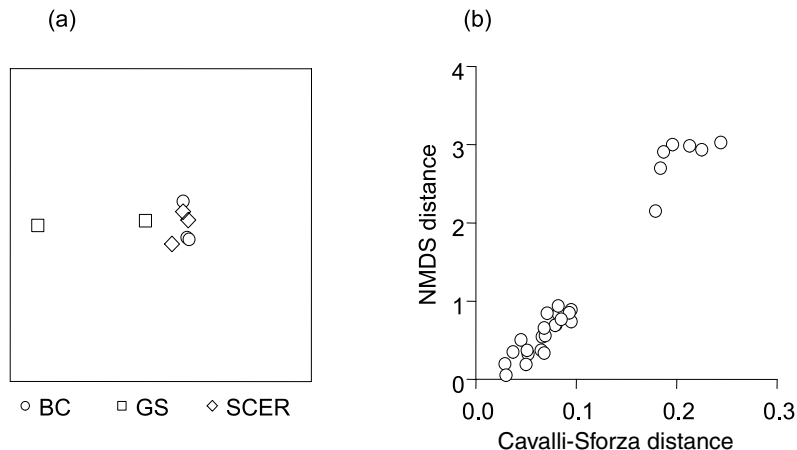 (a)
BC GS SCER
(b)
4
3
2
1
0
NMDS distance
0.0 0.1 0.2 0.3
Cavalli-Sforza distance